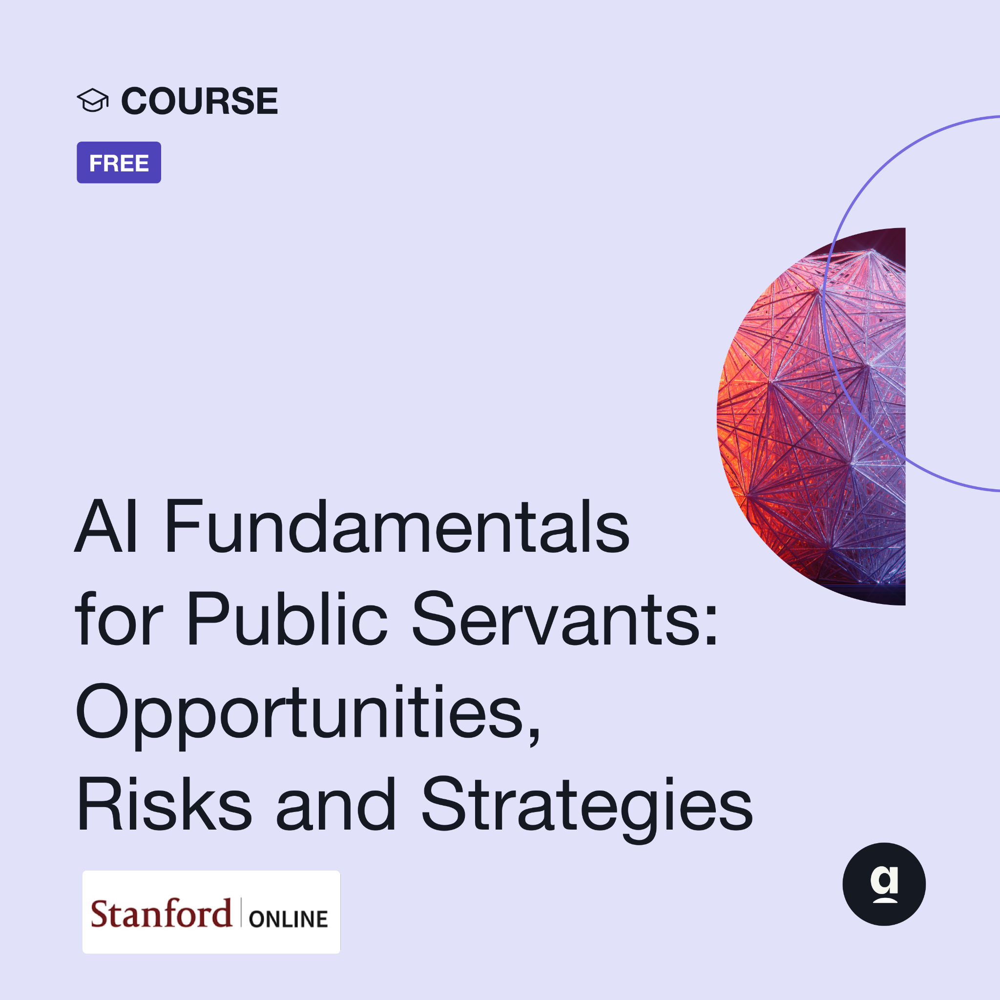 COURSE
FREE
AI Fundamentals
for Public Servants:
Opportunities,
Risks and Strategies
Stanford | ONLINE
a